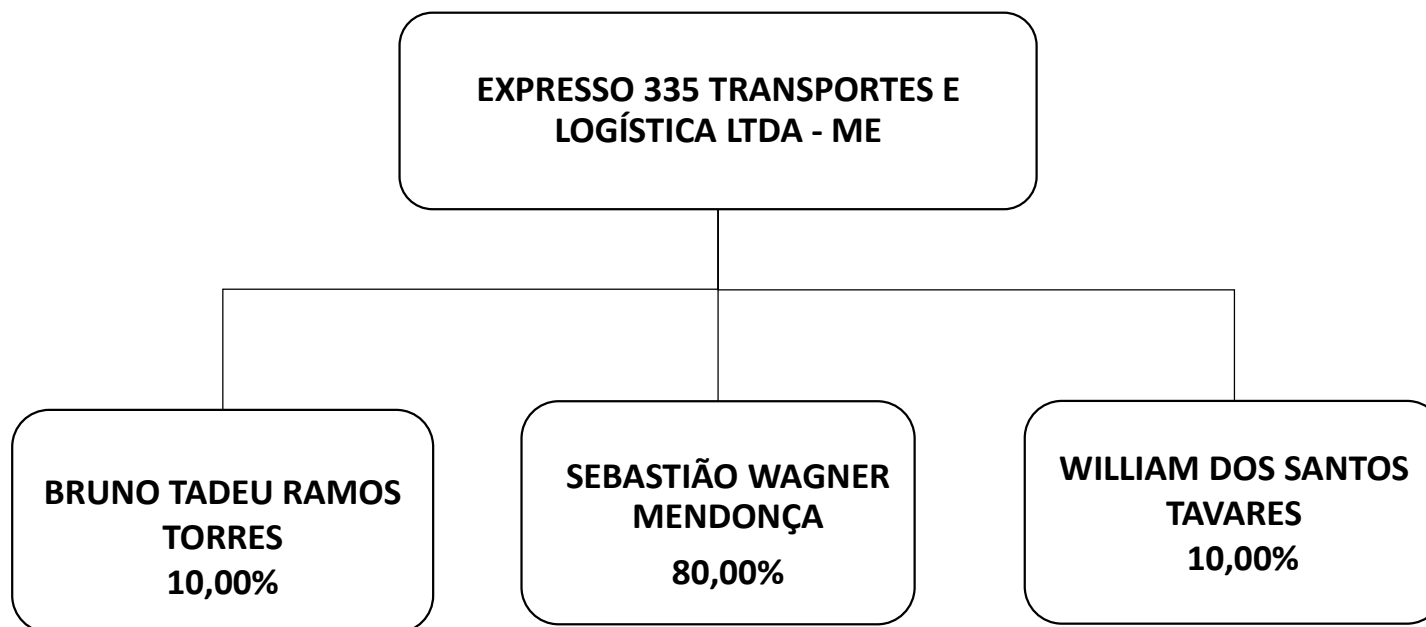 EXPRESSO 335 TRANSPORTES E
LOGÍSTICA LTDA - ME
BRUNO TADEU RAMOS
TORRES
10,00%
SEBASTIÃO WAGNER
MENDONÇA
80,00%
WILLIAM DOS SANTOS
TAVARES
10,00%